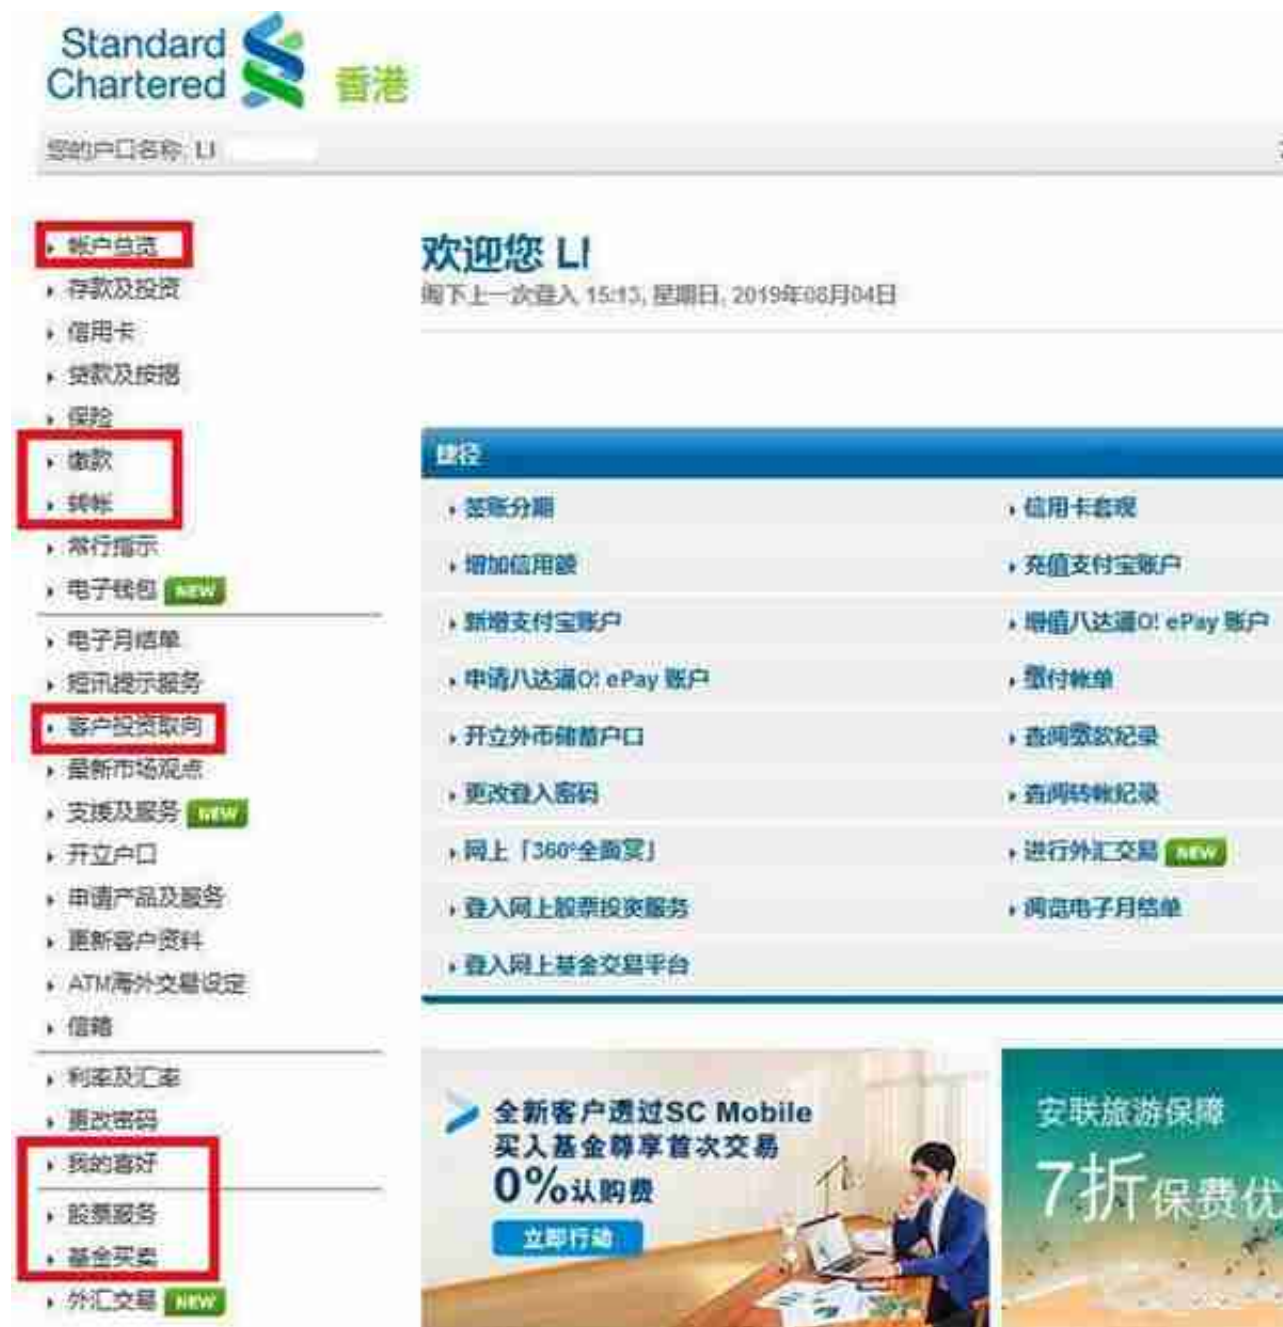 Standard
Chartered
香港
您的户口名称, LI
帐户总览
存款及投资
信用卡
贷款及按揭
保险
缴款
转帐
常行指示
电子钱包 NEW
电子月结单
短讯提示服务
客户投资取向
最新市场观点
支援及服务 NEW
开立户口
申请产品及服务
更新客户资料
ATM海外交易设定
信箱
利率及汇率
更改密码
我的喜好
股票服务
基金买卖
外汇交易 NEW
欢迎您 LI
阁下上一次登入 15:13, 星期日, 2019年08月04日
捷径
签账分期
信用卡套现
增加信用额
充值支付宝账户
新增支付宝账户
增值八达通O! ePay 账户
申请八达通O! ePay 账户
缴付帐单
开立外币储蓄户口
查阅缴款纪录
更改登入密码
查阅转帐纪录
网上「360°全面赏」
进行外汇交易 NEW
登入网上股票投资服务
阅览电子月结单
登入网上基金交易平台
全新客户透过SC Mobile
买入基金尊享首次交易
0%认购费
立即行动
安联旅游保障
7折保费优